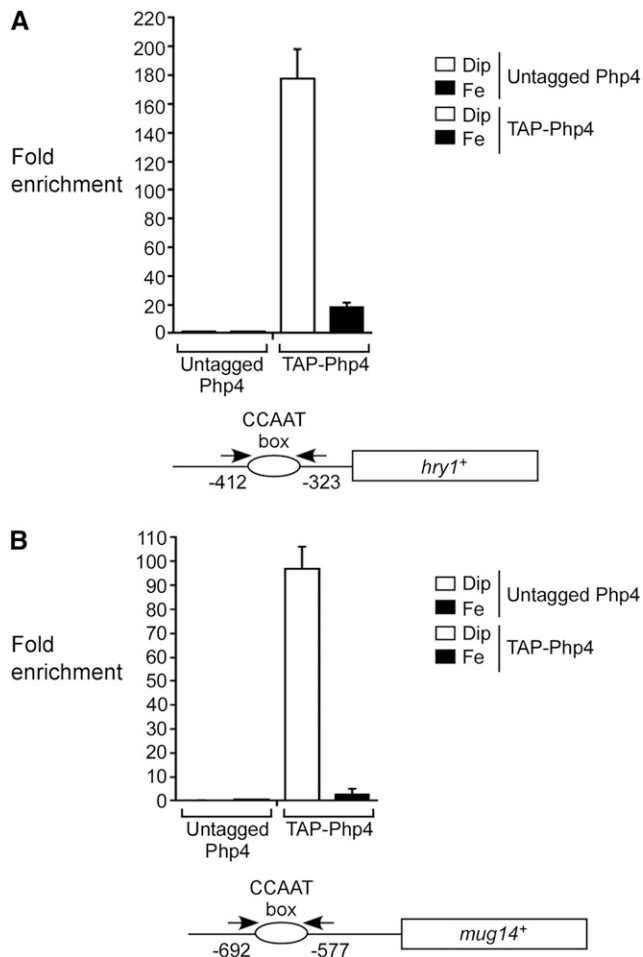 A
Fold
enrichment
220
200
180
160
140
120
100
80
60
40
20
0
Untagged
Php4
TAP-Php4
Dip
Fe
Untagged Php4
Dip
Fe
TAP-Php4
CCAAT
box
-412
-323
hry1+
B
Fold
enrichment
110
100
90
80
70
60
50
40
30
20
10
0
Untagged
Php4
TAP-Php4
Dip
Fe
Untagged Php4
Dip
Fe
TAP-Php4
CCAAT
box
-692
-577
mug14+